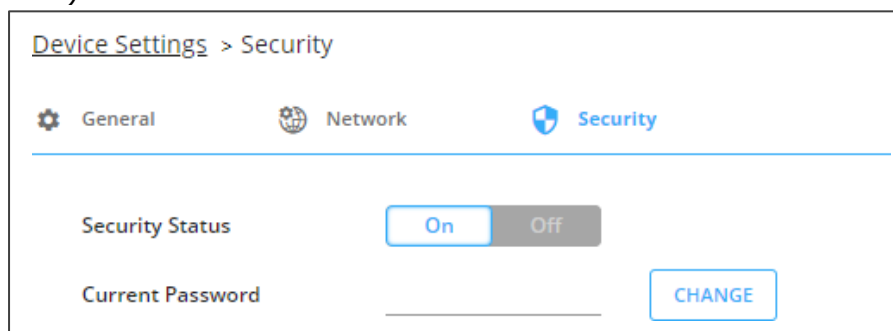 Device Settings > Security
General Network Security
Security Status On Off
Current Password CHANGE